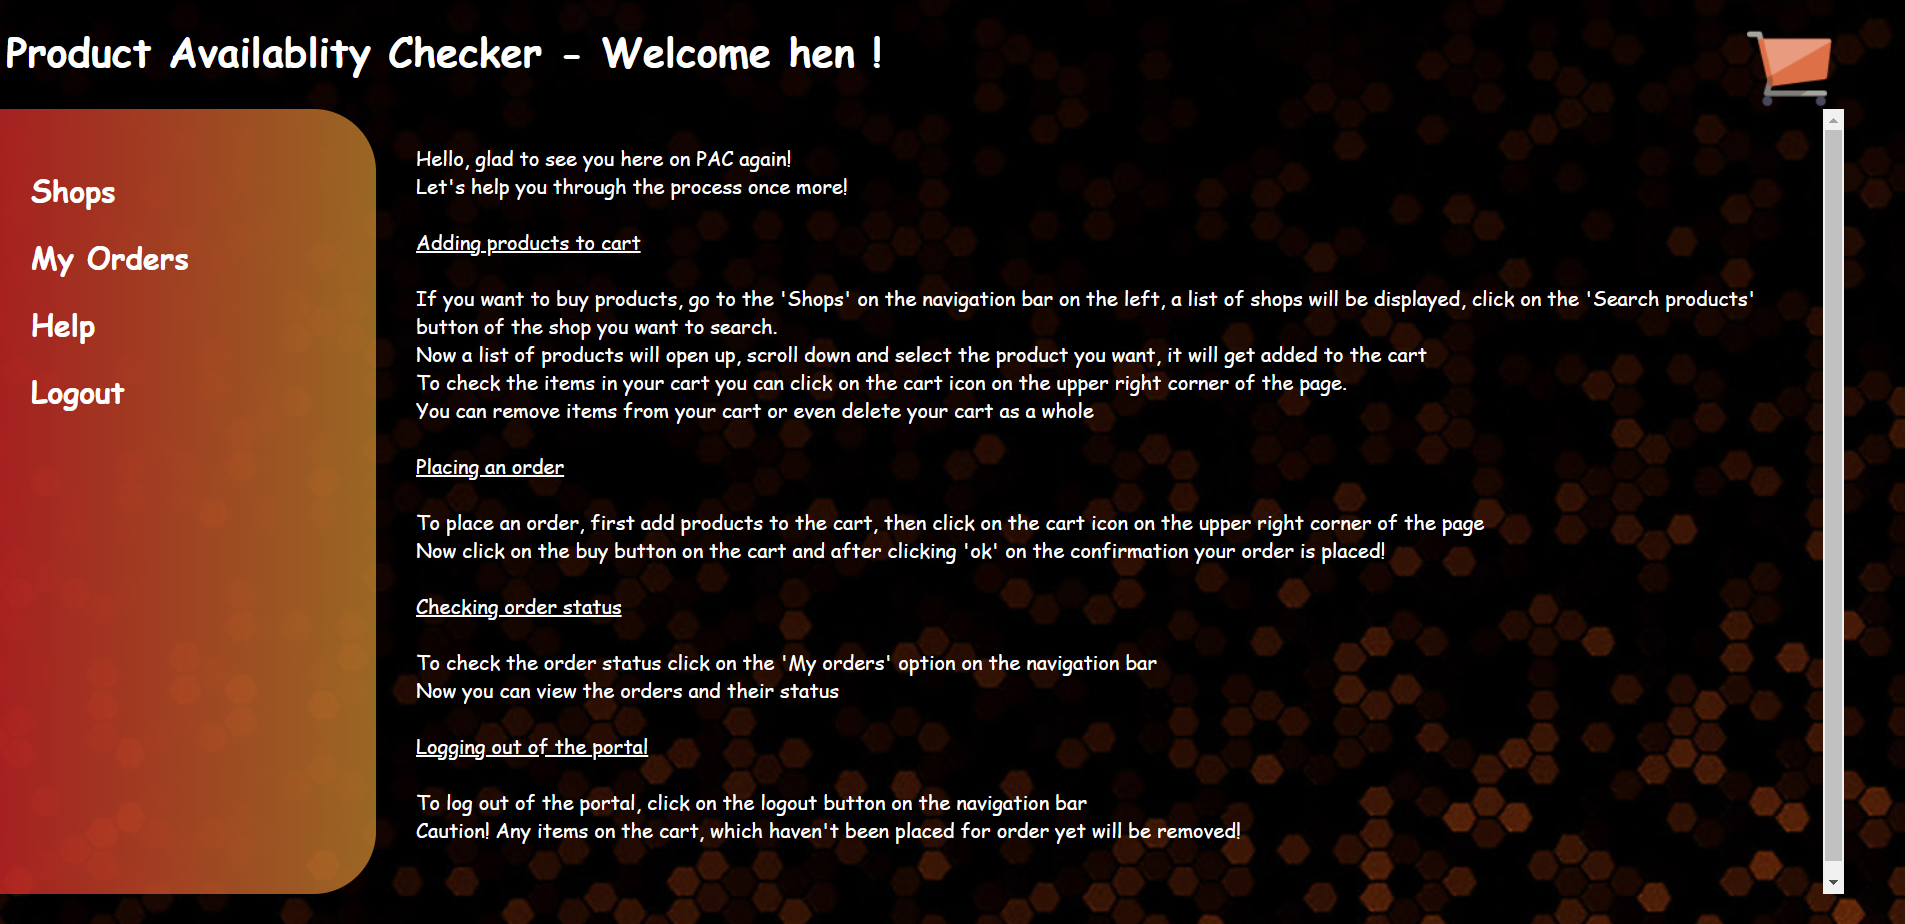 Product Availablity Checker - Welcome hen !
Shops
My Orders
Help
Logout
Hello, glad to see you here on PAC again!
Let's help you through the process once more!
Adding products to cart
If you want to buy products, go to the 'Shops' on the navigation bar on the left, a list of shops will be displayed, click on the 'Search products'
button of the shop you want to search.
Now a list of products will open up, scroll down and select the product you want, it will get added to the cart
To check the items in your cart you can click on the cart icon on the upper right corner of the page.
You can remove items from your cart or even delete your cart as a whole
Placing an order
To place an order, first add products to the cart, then click on the cart icon on the upper right corner of the page
Now click on the buy button on the cart and after clicking 'ok' on the confirmation your order is placed!
Checking order status
To check the order status click on the 'My orders' option on the navigation bar
Now you can view the orders and their status
Logging out of the portal
To log out of the portal, click on the logout button on the navigation bar
Caution! Any items on the cart, which haven't been placed for order yet will be removed!